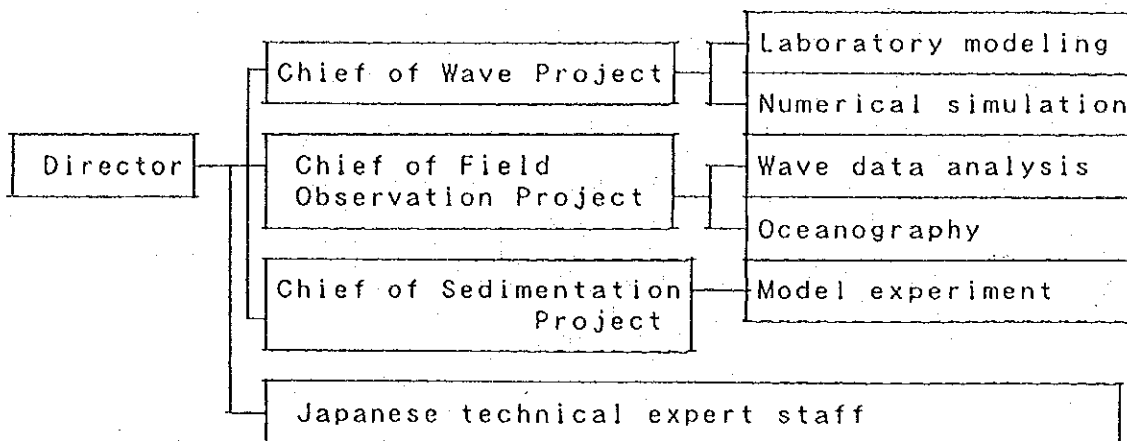 Director
Chief of Wave Project
Laboratory modeling
Numerical simulation
Chief of Field
Observation Project
Wave data analysis
Oceanography
Chief of Sedimentation
Project
Model experiment
Japanese technical expert staff